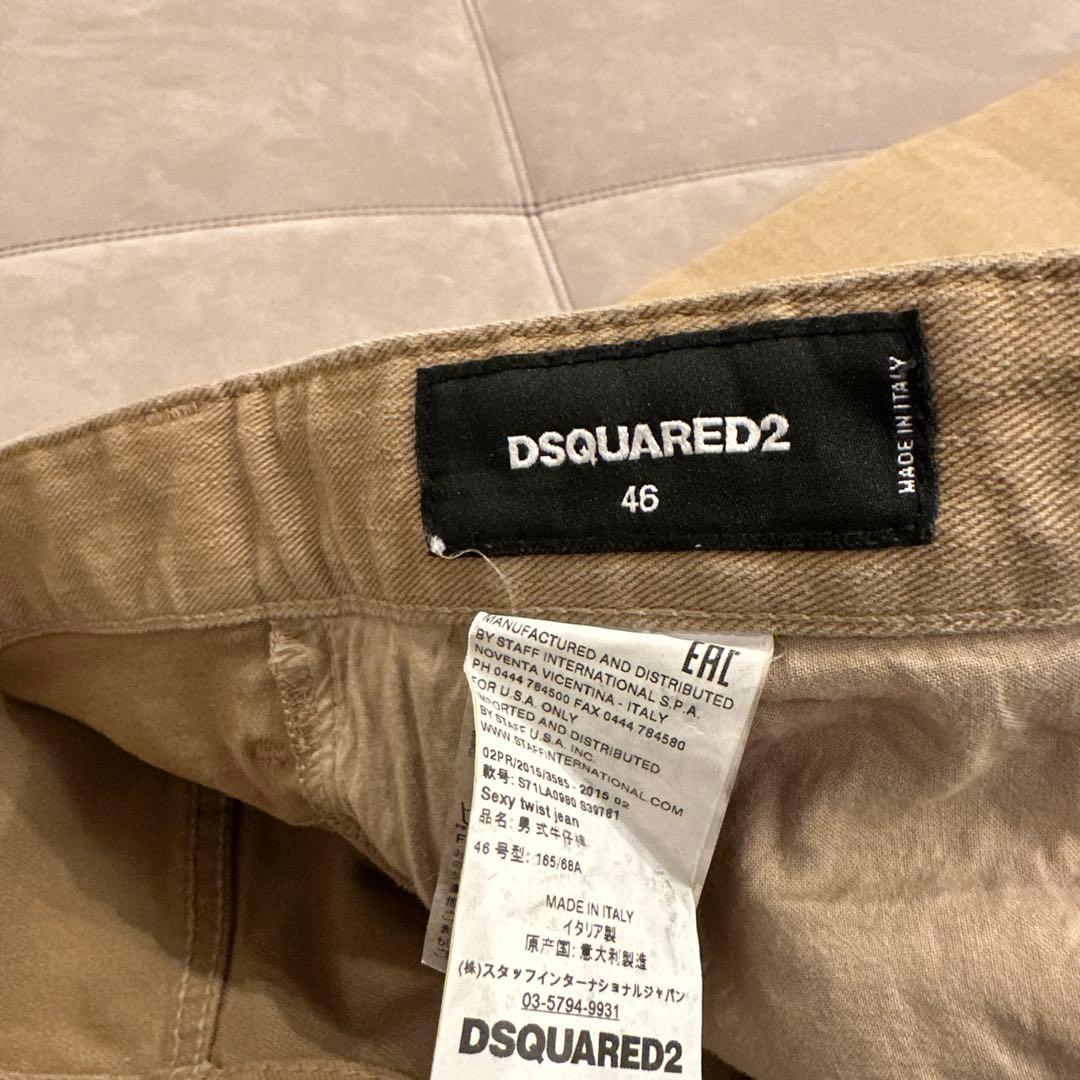 DSQUARED2
46
MADE IN ITALY
MANUFACTURED AND DISTRIBUTED
BY STAFF INTERNATIONAL S.P.A.
NOVENTA VICENTINA - ITALY
PH 0444 784500 FAX 0444 784580
FOR U.S.A. ONLY
IMPORTED AND DISTRIBUTED
BY STAFF U.S.A. INC.
WWW.STAFFINTERNATIONAL.COM
EAC
02PR/2015/3585 - 2015 02
款号: S71LA0980 S39781
Sexy twist jean
品名: 男式牛仔裤
46 号型: 165/68A
MADE IN ITALY
イタリア製
原产国: 意大利製造
(株)スタッフインターナショナルジャパン
03-5794-9931
DSQUARED2